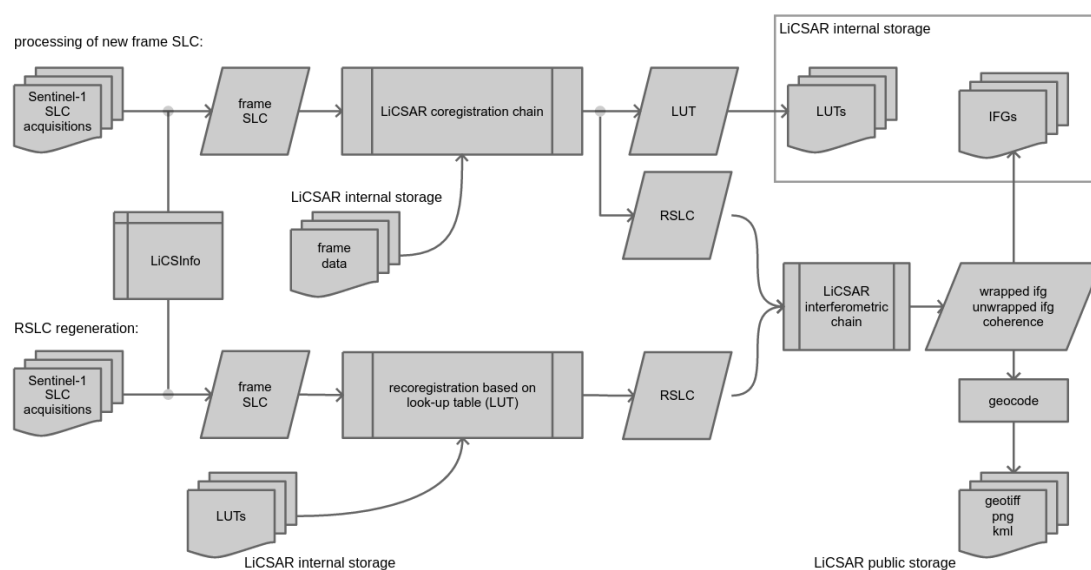 processing of new frame SLC:
Sentinel-1
SLC
acquisitions
frame
SLC
LiCSAR coregistration chain
LUT
LiCSAR internal storage
LUTs
IFGs
LiCSAR internal storage
frame
data
RSLC
LiCSInfo
LiCSAR
interferometric
chain
wrapped ifg
unwrapped ifg
coherence
RSLC regeneration:
Sentinel-1
SLC
acquisitions
frame
SLC
recoregistration based on
look-up table (LUT)
RSLC
geocode
LUTs
LiCSAR internal storage
geotiff
png
kml
LiCSAR public storage